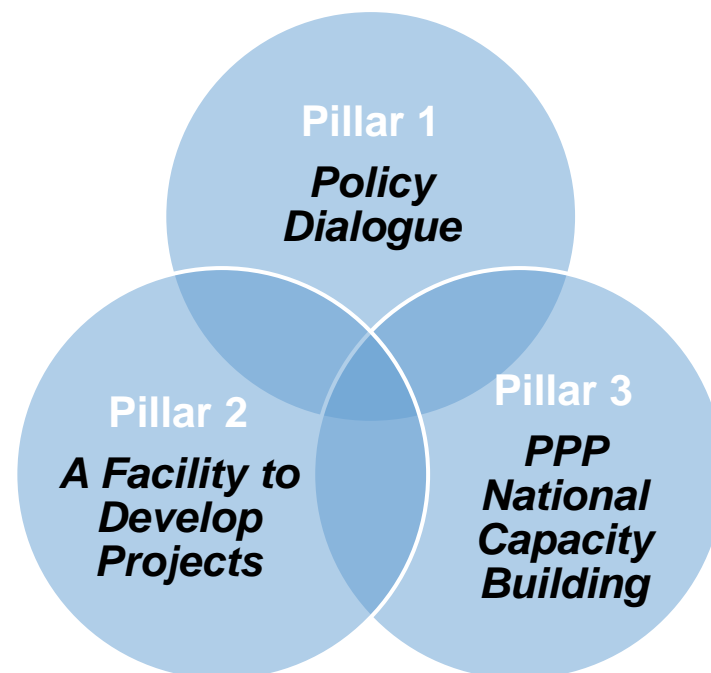 Pillar 1
Policy
Dialogue
Pillar 2
A Facility to
Develop
Projects
Pillar 3
PPP
National
Capacity
Building